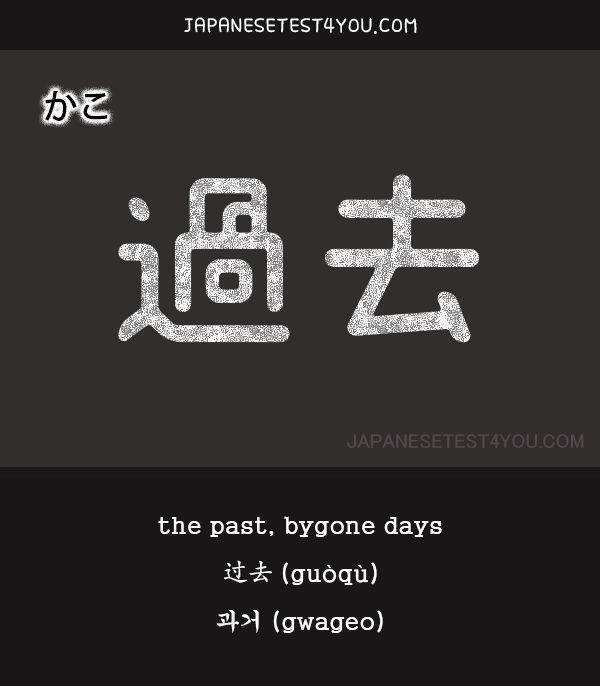 JAPANESETEST4YOU.COM
かこ
過去
JAPANESETEST4YOU.COM
the past, bygone days
过去 (guòqù)
과거 (gwageo)